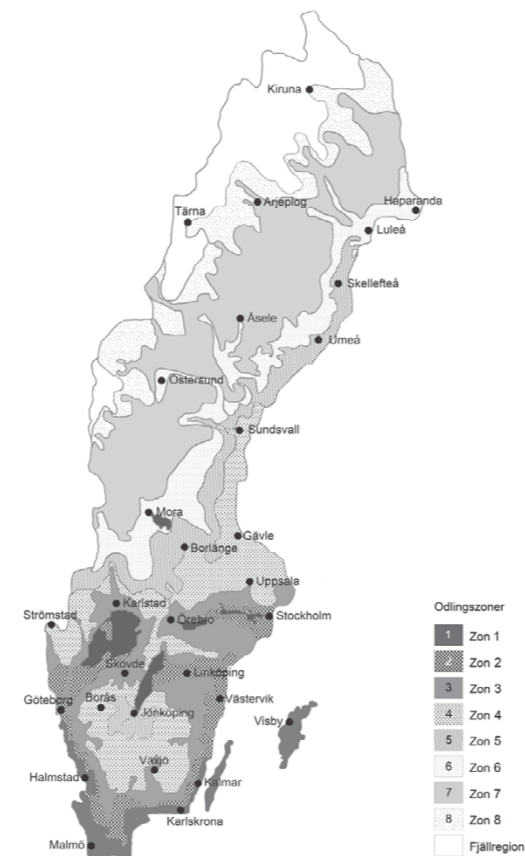 Kiruna
Arjeplog
Haparanda
Tärna
Luleå
Skellefteå
Åsele
Umeå
Östersund
Sundsvall
Mora
Gävle
Borlänge
Uppsala
Karlstad
Strömstad
Örebro
Stockholm
Skövde
Linköping
Göteborg
Borås
Jönköping
Västervik
Visby
Växjö
Halmstad
Kalmar
Karlskrona
Malmö
Odlingszoner
1 Zon 1
2 Zon 2
3 Zon 3
4 Zon 4
5 Zon 5
6 Zon 6
7 Zon 7
8 Zon 8
Fjällregion